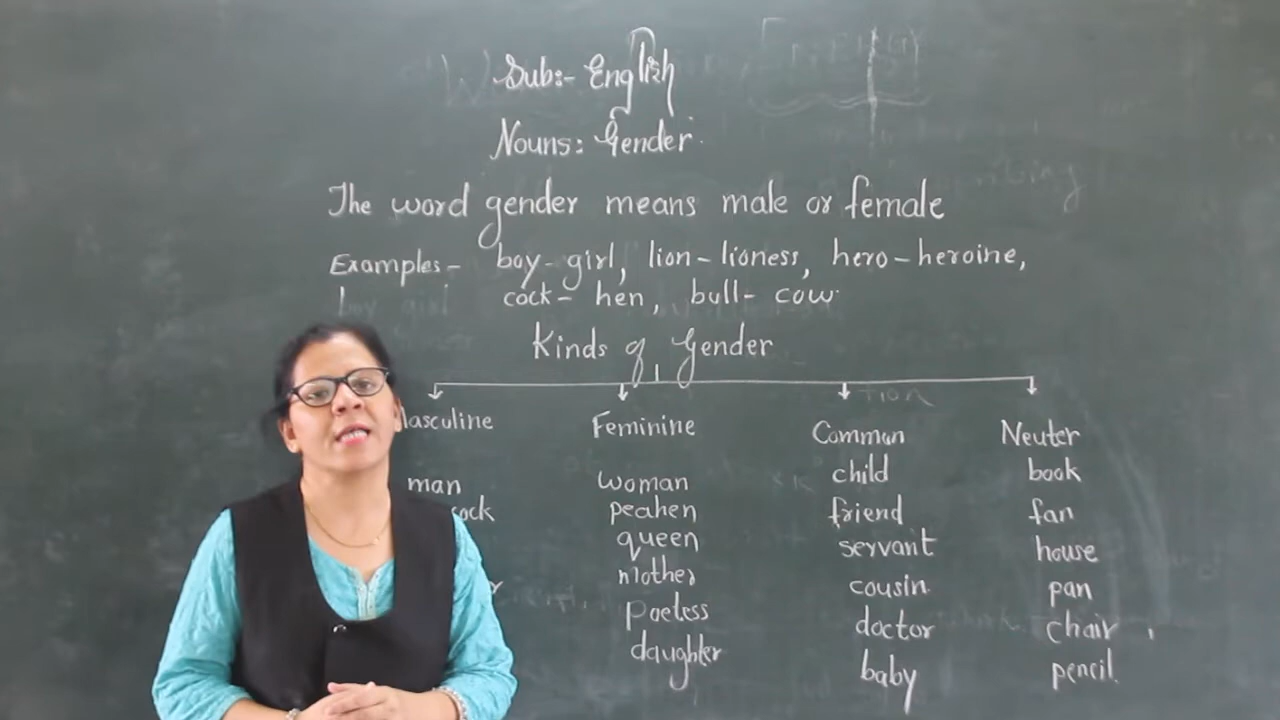 Sub:- English
Nouns: Gender.
The word gender means male or female
Examples- boy-girl, lion-lioness, hero-heroine,
cock- hen, bull- cow.
Kinds of Gender
asculine Feminine Common Neuter
man woman child book
cock peahen friend fan
queen servant house
r mother cousin pan
poetess doctor chair
daughter baby pencil.